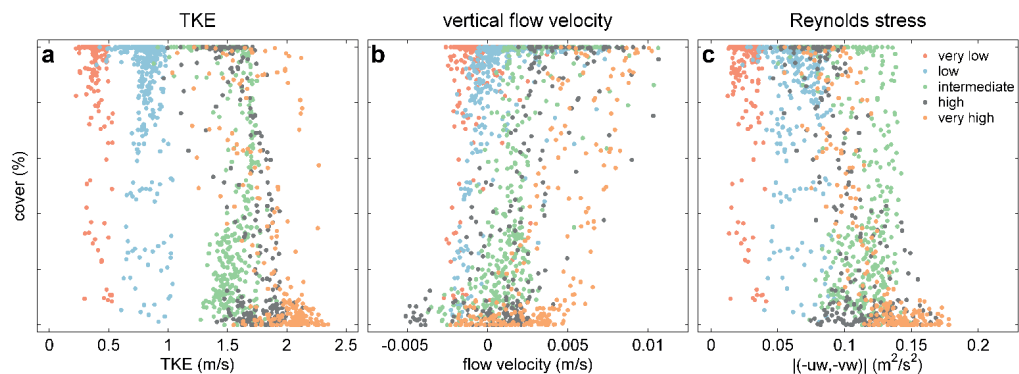 TKE
vertical flow velocity
Reynolds stress
a
b
c
very low
low
intermediate
high
very high
cover (%)
0
0.5
1
1.5
2
2.5
-0.005
0
0.005
0.01
0
0.05
0.1
0.15
0.2
TKE (m/s)
flow velocity (m/s)
|(-uw,-vw)| (m²/s²)